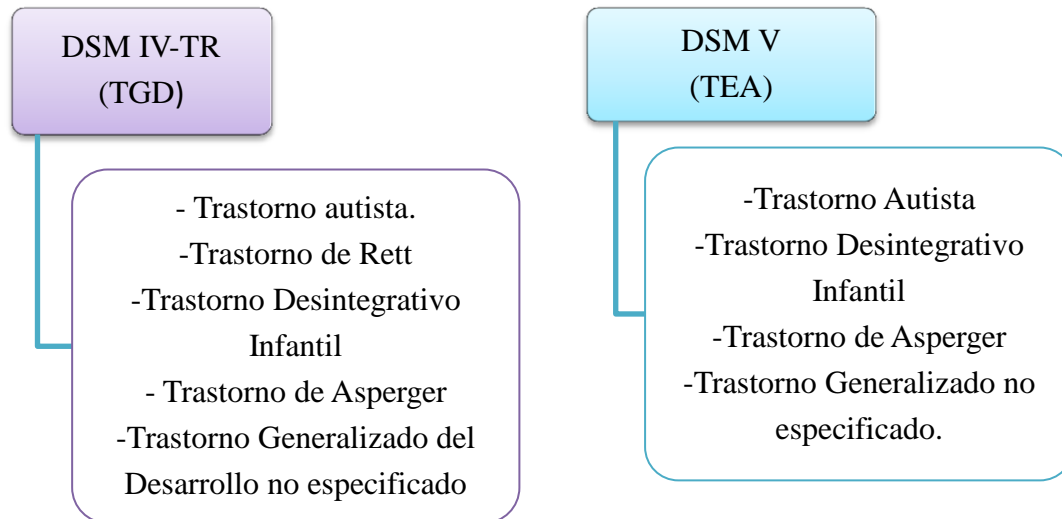 DSM IV-TR
(TGD)
- Trastorno autista.
-Trastorno de Rett
-Trastorno Desintegrativo
Infantil
- Trastorno de Asperger
-Trastorno Generalizado del
Desarrollo no especificado
DSM V
(TEA)
-Trastorno Autista
-Trastorno Desintegrativo
Infantil
-Trastorno de Asperger
-Trastorno Generalizado no
especificado.